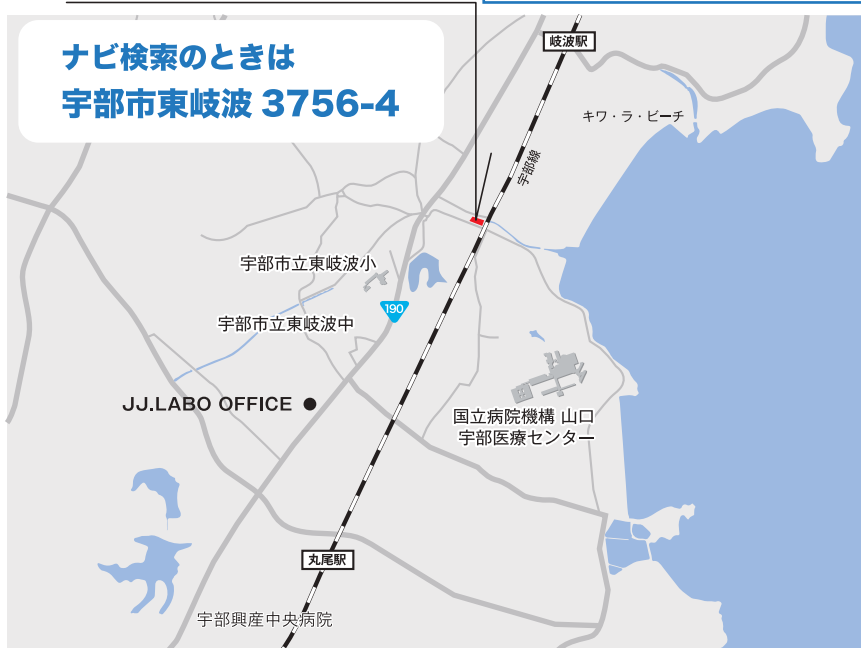 ナビ検索のときは
宇部市東岐波 3756-4
岐波駅
キワ・ラ・ビーチ
宇部線
宇部市立東岐波小
190
宇部市立東岐波中
JJ.LABO OFFICE
国立病院機構 山口
宇部医療センター
丸尾駅
宇部興産中央病院